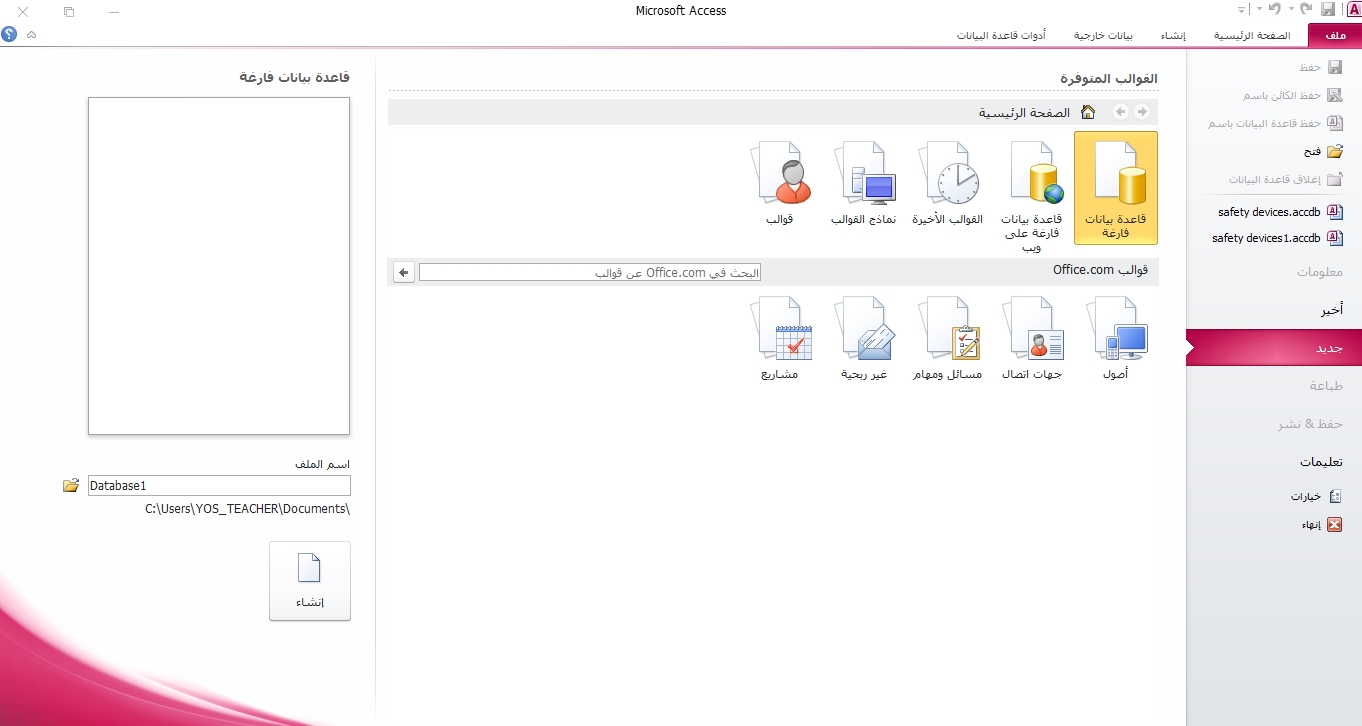 Microsoft Access
ملف
الصفحة الرئيسية
إنشاء
بيانات خارجية
أدوات قاعدة البيانات
حفظ
حفظ الكائن باسم
حفظ قاعدة البيانات باسم
فتح
إغلاق قاعدة البيانات
safety devices.accdb
safety devices1.accdb
معلومات
أخير
جديد
طباعة
حفظ & نشر
تعليمات
خيارات
إنهاء
القوالب المتوفرة
الصفحة الرئيسية
قاعدة بيانات
فارغة
قاعدة بيانات
فارغة على
ويب
القوالب الأخيرة
نماذج القوالب
قوالب
قوالب Office.com
البحث في Office.com عن قوالب
أصول
جهات اتصال
مسائل ومهام
غير ربحية
مشاريع
قاعدة بيانات فارغة
اسم الملف
Database1
C:\Users\YOS_TEACHER\Documents\
إنشاء